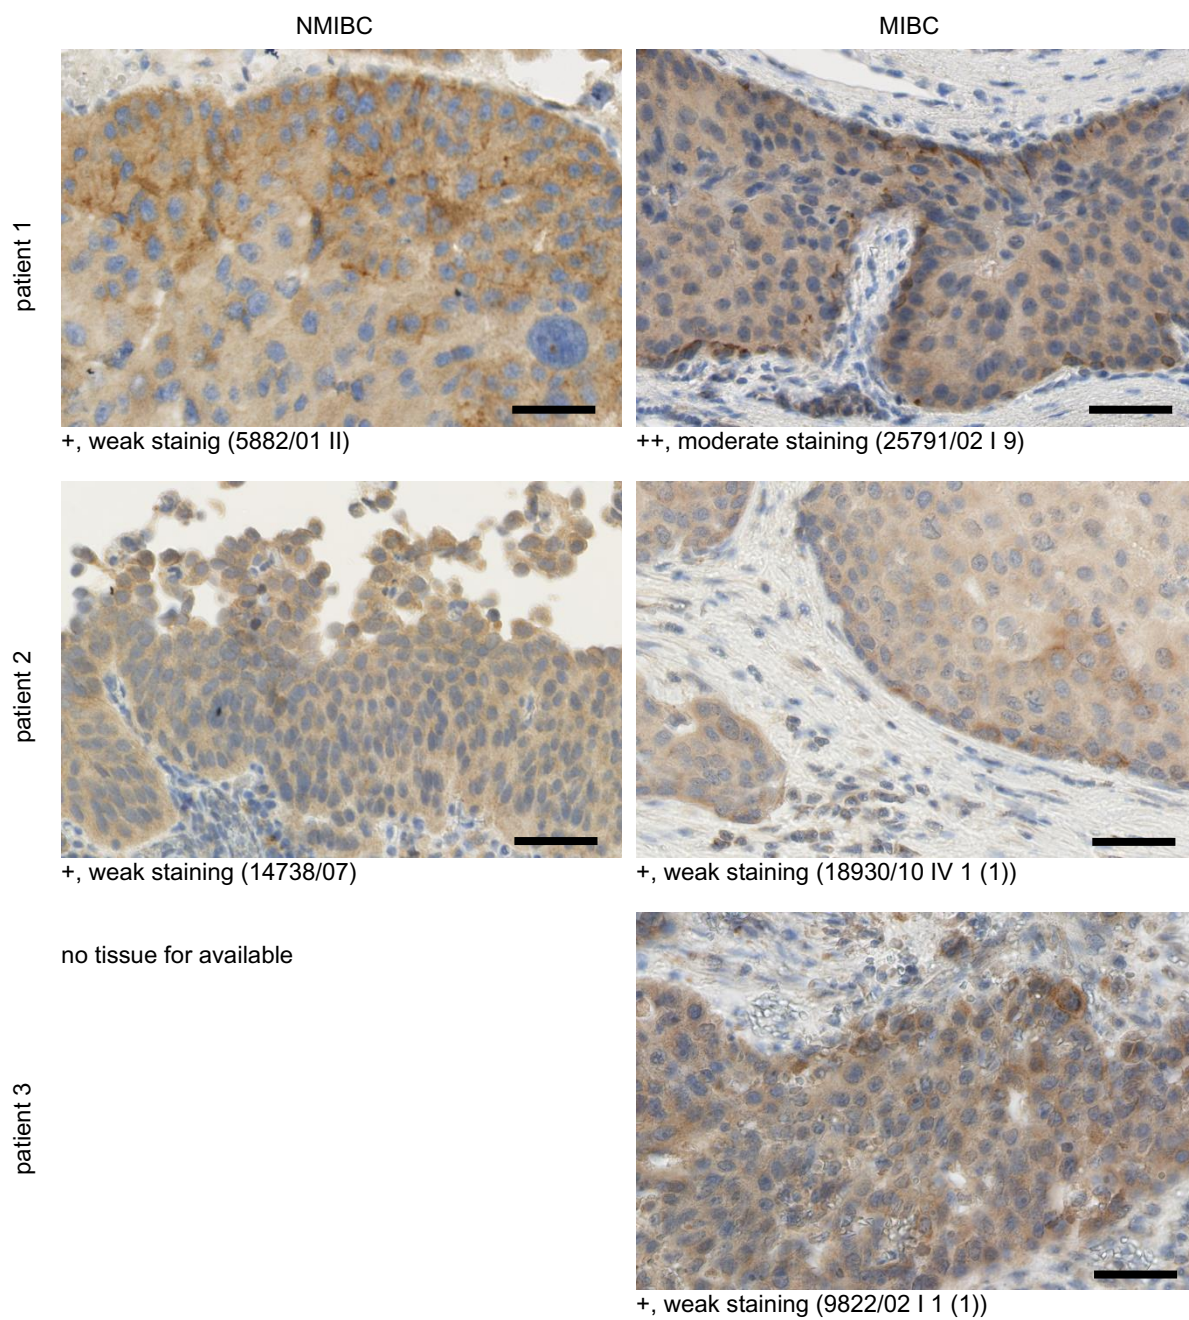 NMIBC
MIBC
patient 1
+, weak stainig (5882/01 II)
++, moderate staining (25791/02 I 9)
patient 2
+, weak staining (14738/07)
+, weak staining (18930/10 IV 1 (1))
patient 3
no tissue for available
+, weak staining (9822/02 I 1 (1))